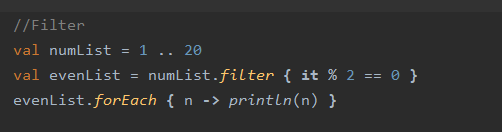 //Filter
val numList = 1 .. 20
val evenList = numList.filter { it % 2 == 0 }
evenList.forEach { n -> println(n) }